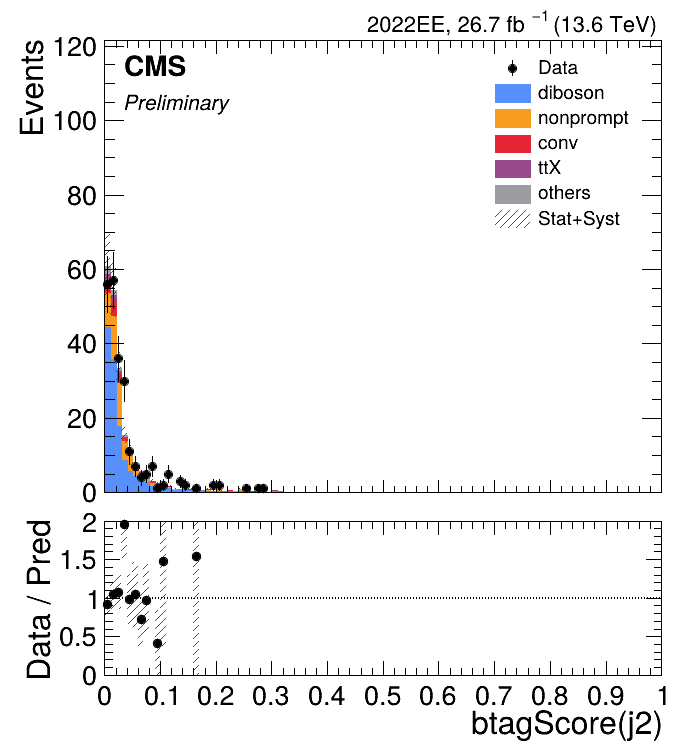 2022EE, 26.7 fb⁻¹ (13.6 TeV)
CMS
Preliminary
Events
120
100
80
60
40
20
0
Data
diboson
nonprompt
conv
ttX
others
Stat+Syst
Data / Pred
2
1.5
1
0.5
0
0 0.1 0.2 0.3 0.4 0.5 0.6 0.7 0.8 0.9 1
btagScore(j2)